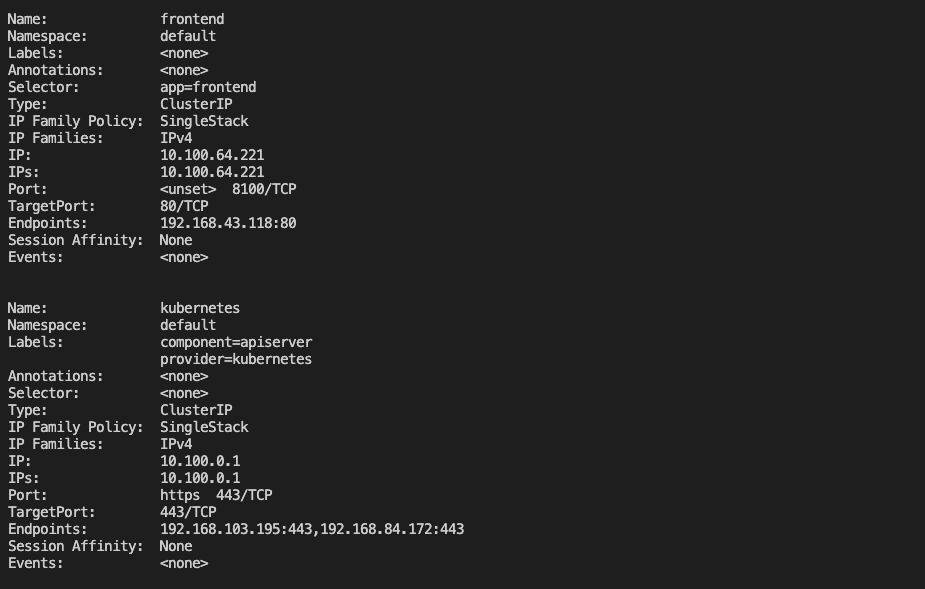 Name:              frontend
Namespace:         default
Labels:            <none>
Annotations:       <none>
Selector:          app=frontend
Type:              ClusterIP
IP Family Policy:  SingleStack
IP Families:       IPv4
IP:                10.100.64.221
IPs:               10.100.64.221
Port:              <unset>  8100/TCP
TargetPort:        80/TCP
Endpoints:         192.168.43.118:80
Session Affinity:  None
Events:            <none>

Name:              kubernetes
Namespace:         default
Labels:            component=apiserver
                   provider=kubernetes
Annotations:       <none>
Selector:          <none>
Type:              ClusterIP
IP Family Policy:  SingleStack
IP Families:       IPv4
IP:                10.100.0.1
IPs:               10.100.0.1
Port:              https  443/TCP
TargetPort:        443/TCP
Endpoints:         192.168.103.195:443,192.168.84.172:443
Session Affinity:  None
Events:            <none>